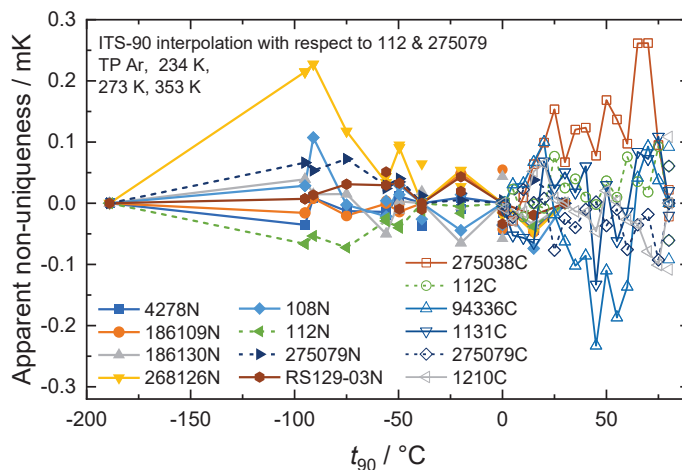 ITS-90 interpolation with respect to 112 & 275079
TP Ar, 234 K,
273 K, 353 K
Apparent non-uniqueness / mK
0.3
0.2
0.1
0.0
-0.1
-0.2
-0.3
4278N
186109N
186130N
268126N
108N
112N
275079N
RS129-03N
275038C
112C
94336C
1131C
275079C
1210C
-200 -150 -100 -50 0 50
t90 / °C